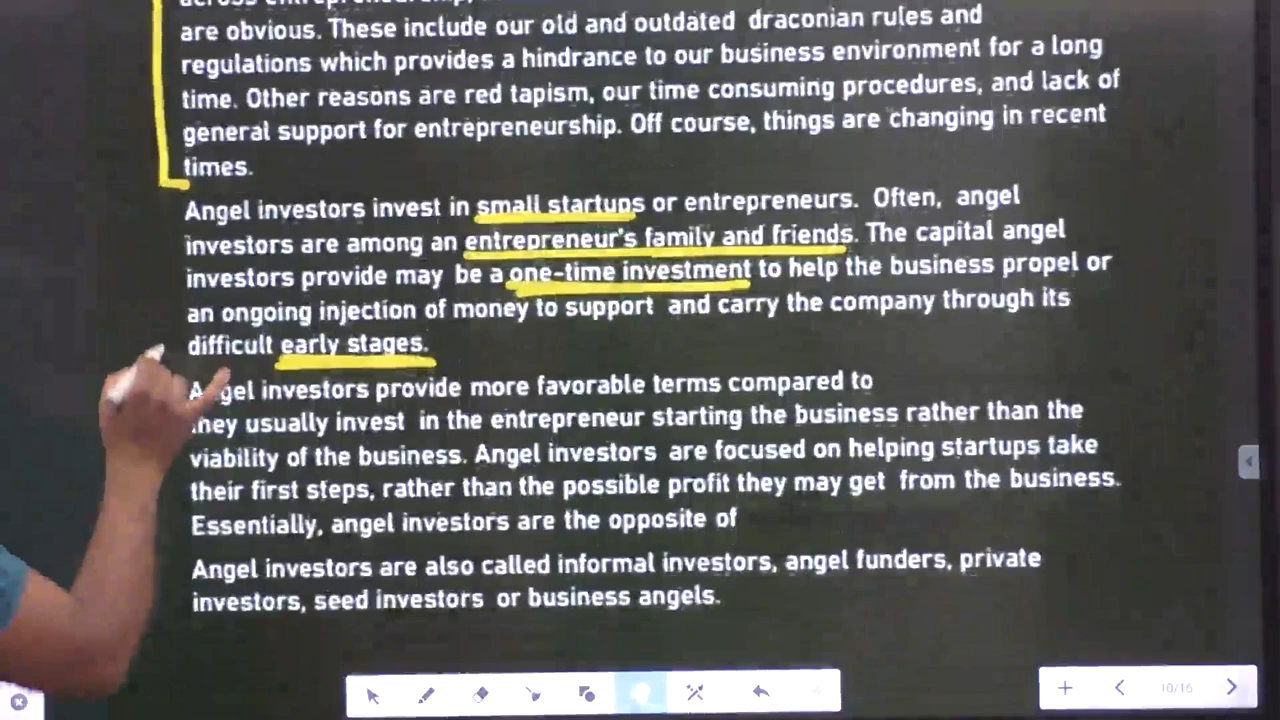 are obvious. These include our old and outdated draconian rules and
regulations which provides a hindrance to our business environment for a long
time. Other reasons are red tapism, our time consuming procedures, and lack of
general support for entrepreneurship. Off course, things are changing in recent
times.
Angel investors invest in small startups or entrepreneurs. Often, angel
investors are among an entrepreneur's family and friends. The capital angel
investors provide may be a one-time investment to help the business propel or
an ongoing injection of money to support and carry the company through its
difficult early stages.
Angel investors provide more favorable terms compared to
they usually invest in the entrepreneur starting the business rather than the
viability of the business. Angel investors are focused on helping startups take
their first steps, rather than the possible profit they may get from the business.
Essentially, angel investors are the opposite of
Angel investors are also called informal investors, angel funders, private
investors, seed investors or business angels.
10/16